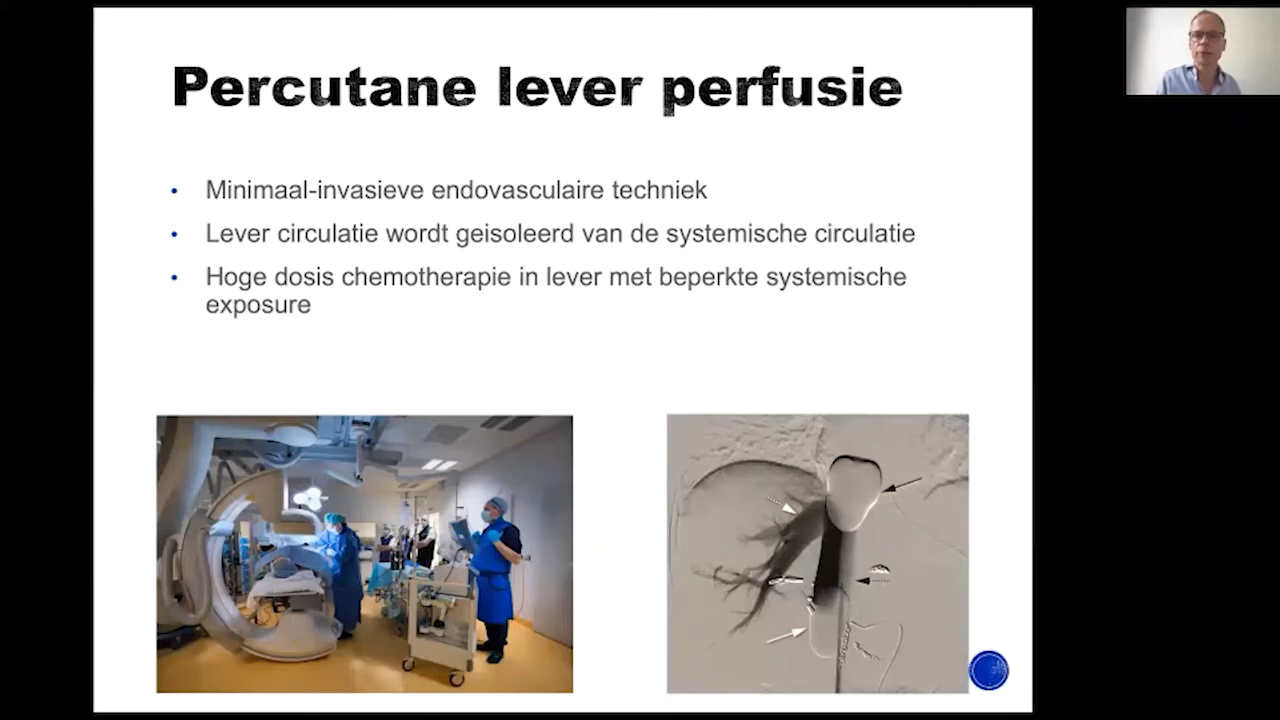 Percutane lever perfusie
• Minimaal-invasieve endovasculaire techniek
• Lever circulatie wordt geisoleerd van de systemische circulatie
• Hoge dosis chemotherapie in lever met beperkte systemische
exposure